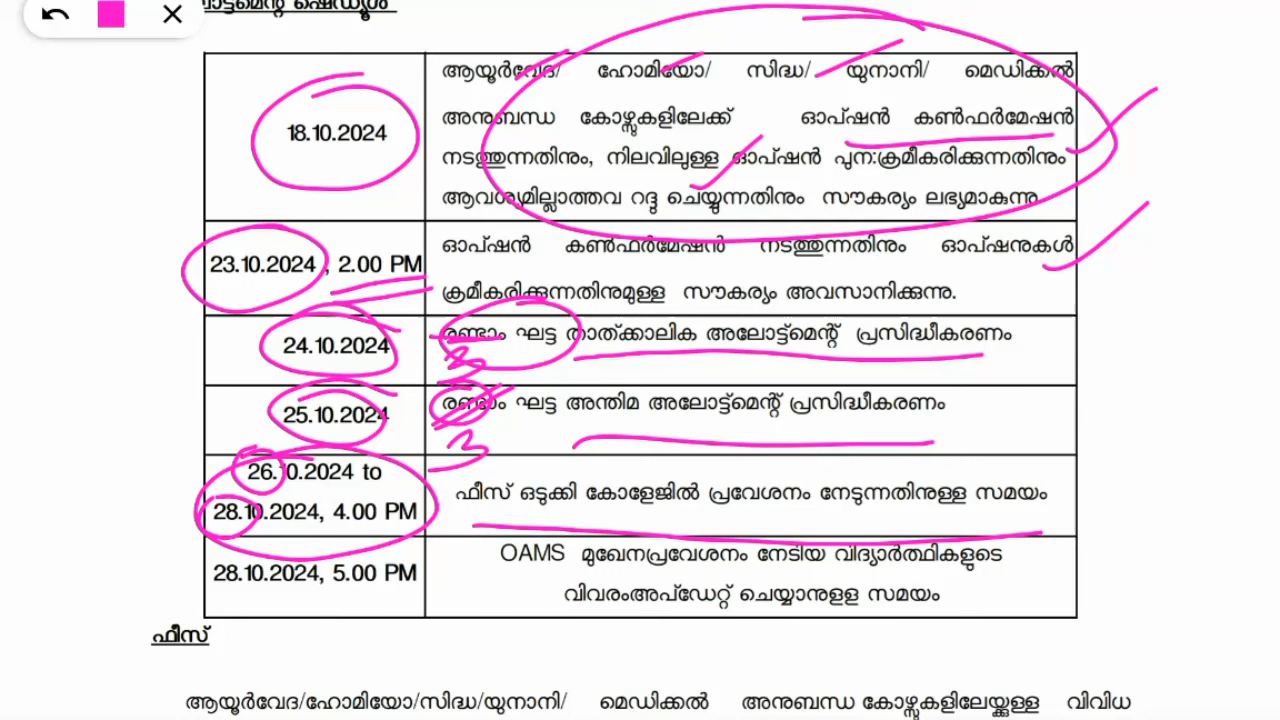 അലോട്ട്മെന്റ് ഷെഡ്യൂൾ
18.10.2024
ആയൂർവേദ/ ഹോമിയോ/ സിദ്ധ/ യുനാനി/ മെഡിക്കൽ
അനുബന്ധ കോഴ്സുകളിലേക്ക് ഓപ്ഷൻ കൺഫർമേഷൻ
നടത്തുന്നതിനും, നിലവിലുള്ള ഓപ്ഷൻ പുന:ക്രമീകരിക്കുന്നതിനും
ആവശ്യമില്ലാത്തവ റദ്ദു ചെയ്യുന്നതിനും സൗകര്യം ലഭ്യമാകുന്നു.
23.10.2024 , 2.00 PM
ഓപ്ഷൻ കൺഫർമേഷൻ നടത്തുന്നതിനും ഓപ്ഷനുകൾ
ക്രമീകരിക്കുന്നതിനുമുള്ള സൗകര്യം അവസാനിക്കുന്നു.
24.10.2024
രണ്ടാം ഘട്ട താത്ക്കാലിക അലോട്ട്മെന്റ് പ്രസിദ്ധീകരണം
3
25.10.2024
രണ്ടാം ഘട്ട അന്തിമ അലോട്ട്മെന്റ് പ്രസിദ്ധീകരണം
3
26.10.2024 to
28.10.2024, 4.00 PM
ഫീസ് ഒടുക്കി കോളേജിൽ പ്രവേശനം നേടുന്നതിനുള്ള സമയം
28.10.2024, 5.00 PM
OAMS മുഖേനപ്രവേശനം നേടിയ വിദ്യാർത്ഥികളുടെ
വിവരംഅപ്ഡേറ്റ് ചെയ്യാനുളള സമയം
ഫീസ്
ആയൂർവേദ/ഹോമിയോ/സിദ്ധ/യുനാനി/ മെഡിക്കൽ അനുബന്ധ കോഴ്സുകളിലേയ്ക്കുള്ള വിവിധ